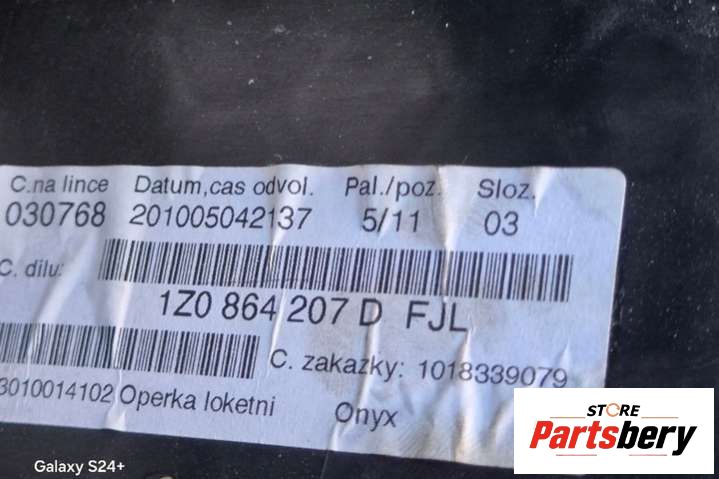 C.na lince Datum,cas odvol. Pal./poz. Sloz.
030768 201005042137 5/11 03
C. dilu:
1Z0 864 207 D FJL
C. zakazky: 1018339079
3010014102 Operka loketni Onyx
STORE
Partsbery
Galaxy S24+